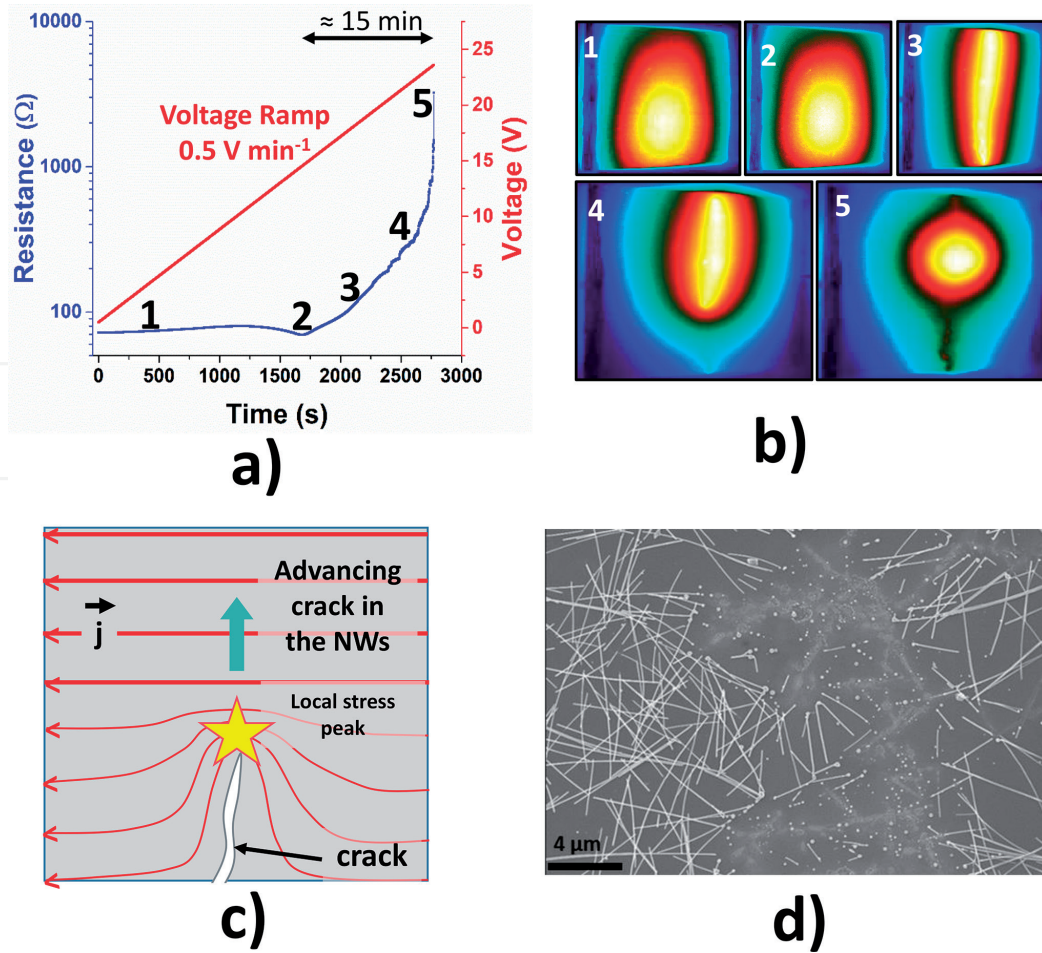 ≈ 15 min
10000
1000
100
Resistance (Ω)
Voltage Ramp
0.5 V min-1
1
2
3
4
5
25
20
15
10
5
0
Voltage (V)
0
500
1000
1500
2000
2500
3000
Time (s)
a)
1
2
3
4
5
b)
j
Advancing
crack in
the NWs
Local stress
peak
crack
c)
4 µm
d)